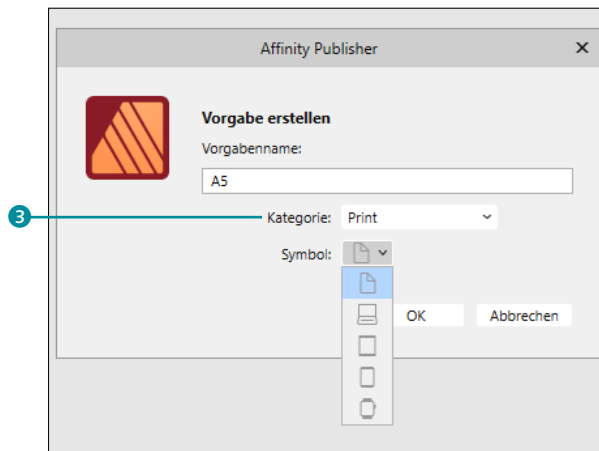 Affinity Publisher
Vorgabe erstellen
Vorgabenname:
A5
3 Kategorie: Print
Symbol:
OK Abbrechen